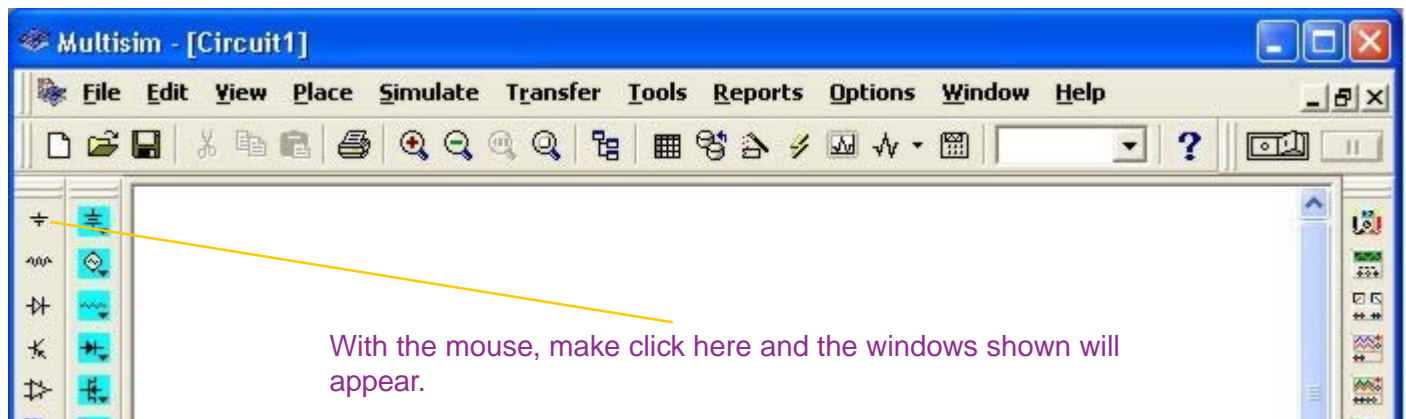 Multisim - [Circuit1]
File Edit View Place Simulate Transfer Tools Reports Options Window Help
?
With the mouse, make click here and the windows shown will
appear.